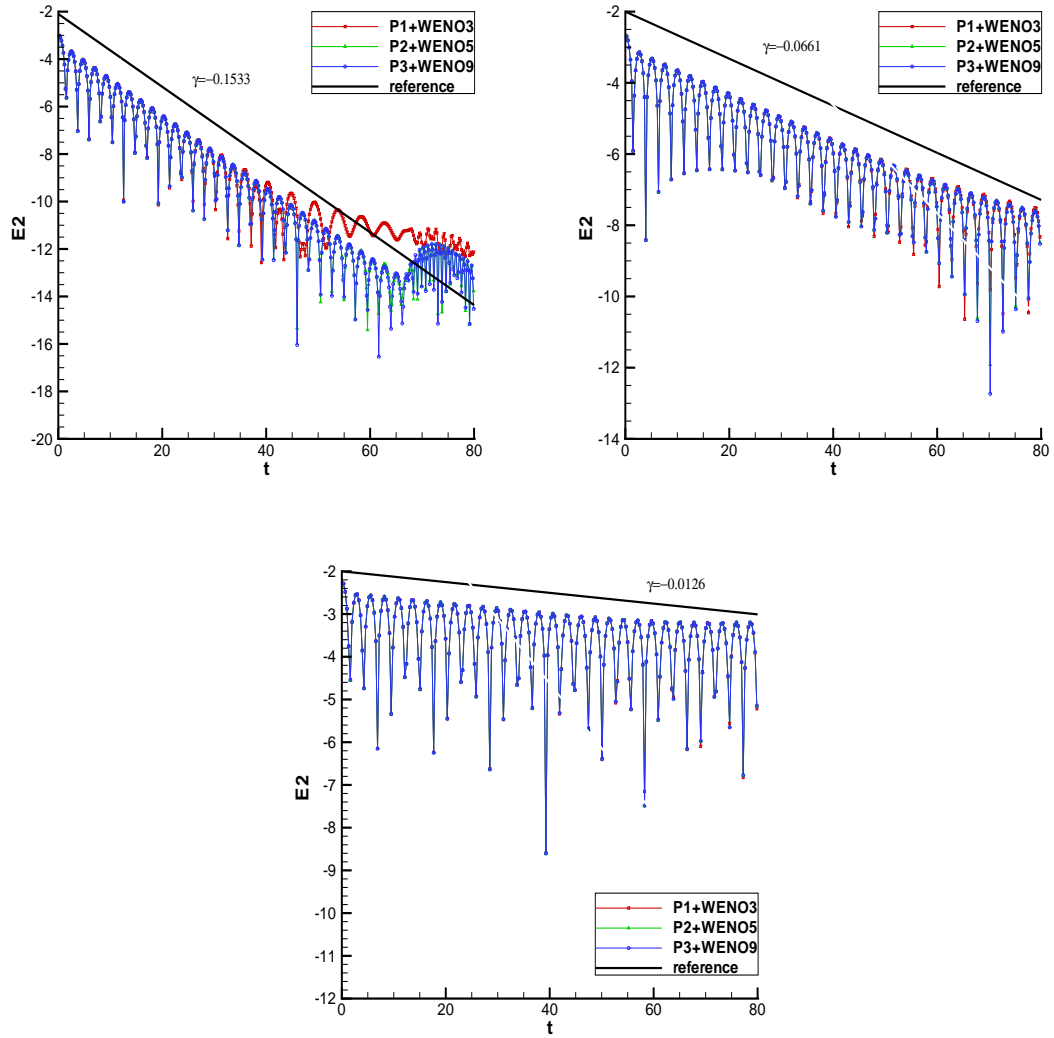 -2
-4
-6
-8
-10
-12
-14
-16
-18
-20
E2
0
20
40
60
80
t
γ=-0.1533
P1+WENO3
P2+WENO5
P3+WENO9
reference
-2
-4
-6
-8
-10
-12
-14
E2
0
20
40
60
80
t
γ=-0.0661
P1+WENO3
P2+WENO5
P3+WENO9
reference
-2
-3
-4
-5
-6
-7
-8
-9
-10
-11
-12
E2
0
20
40
60
80
t
γ=-0.0126
P1+WENO3
P2+WENO5
P3+WENO9
reference